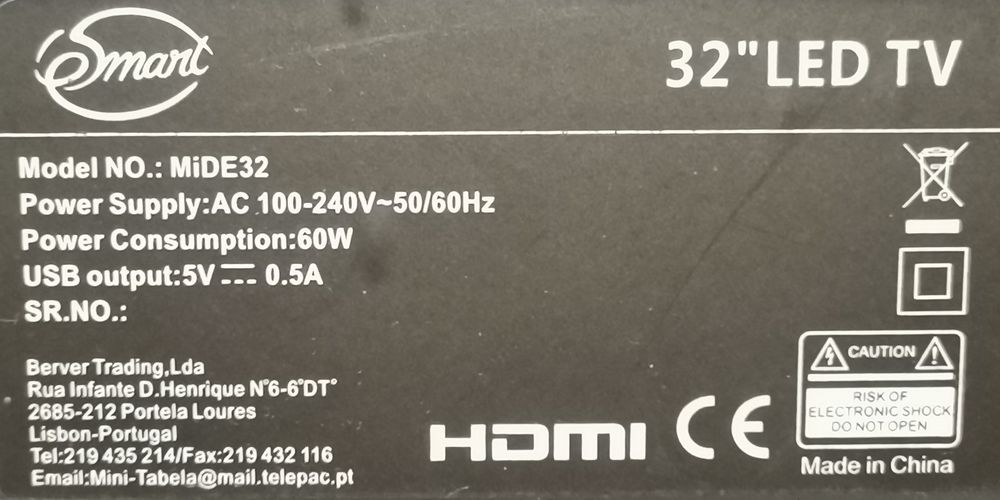 Smart
32"LED TV
Model NO.: MiDE32
Power Supply:AC 100-240V~50/60Hz
Power Consumption:60W
USB output:5V ⎓ 0.5A
SR.NO.:
Berver Trading,Lda
Rua Infante D.Henrique N°6-6°DT°
2685-212 Portela Loures
Lisbon-Portugal
Tel:219 435 214/Fax:219 432 116
Email:Mini-Tabela@mail.telepac.pt
HDMI
CE
CAUTION
RISK OF
ELECTRONIC SHOCK
DO NOT OPEN
Made in China